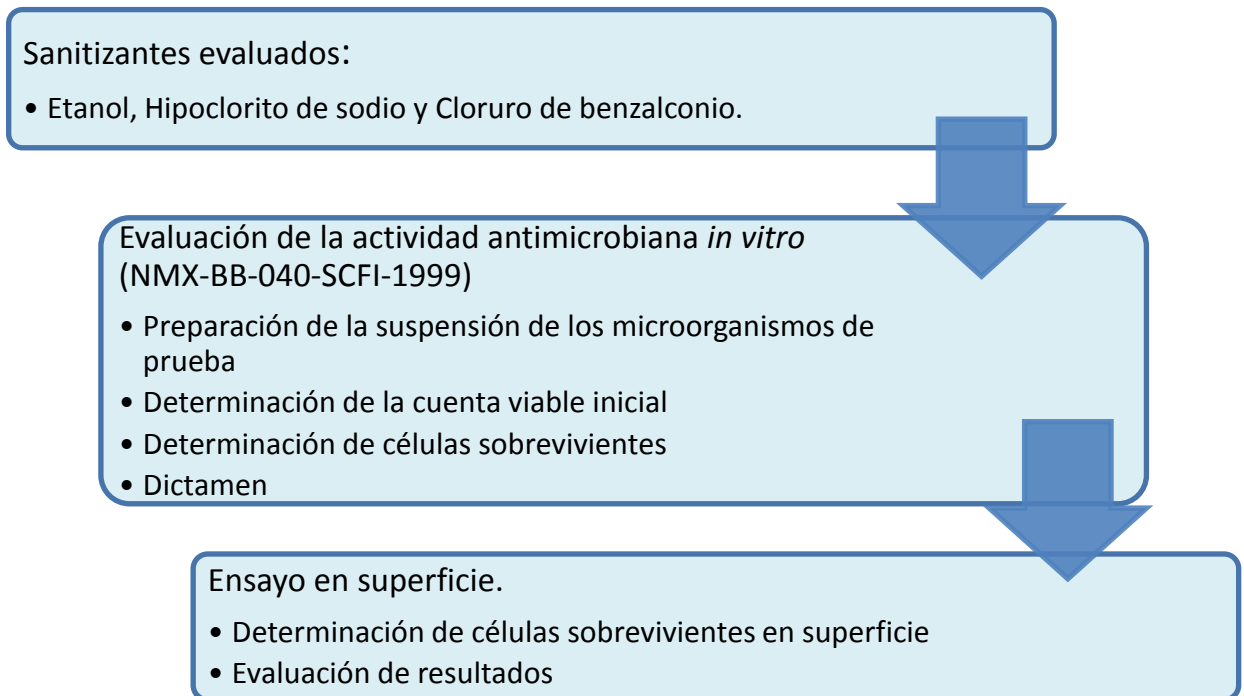 Sanitizantes evaluados:
• Etanol, Hipoclorito de sodio y Cloruro de benzalconio.
Evaluación de la actividad antimicrobiana in vitro
(NMX-BB-040-SCFI-1999)
• Preparación de la suspensión de los microorganismos de
prueba
• Determinación de la cuenta viable inicial
• Determinación de células sobrevivientes
• Dictamen
Ensayo en superficie.
• Determinación de células sobrevivientes en superficie
• Evaluación de resultados